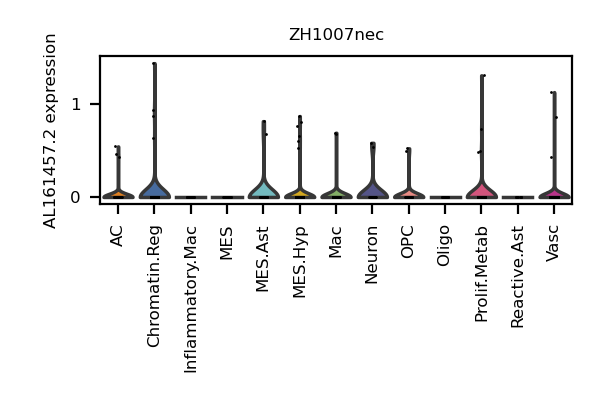 ZH1007nec
AL161457.2 expression
1
0
AC
Chromatin.Reg
Inflammatory.Mac
MES
MES.Ast
MES.Hyp
Mac
Neuron
OPC
Oligo
Prolif.Metab
Reactive.Ast
Vasc